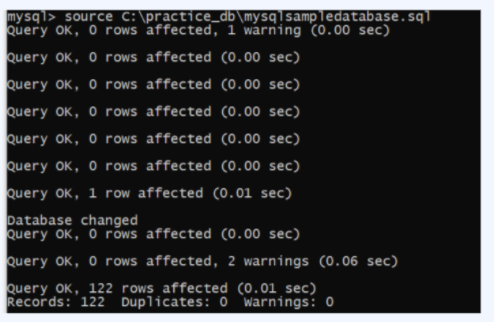 mysql> source C:\practice_db\mysqlsampledatabase.sql
Query OK, 0 rows affected, 1 warning (0.00 sec)
Query OK, 0 rows affected (0.00 sec)
Query OK, 0 rows affected (0.00 sec)
Query OK, 0 rows affected (0.00 sec)
Query OK, 0 rows affected (0.00 sec)
Query OK, 0 rows affected (0.00 sec)
Query OK, 1 row affected (0.01 sec)
Database changed
Query OK, 0 rows affected (0.00 sec)
Query OK, 0 rows affected, 2 warnings (0.06 sec)
Query OK, 122 rows affected (0.01 sec)
Records: 122  Duplicates: 0  Warnings: 0